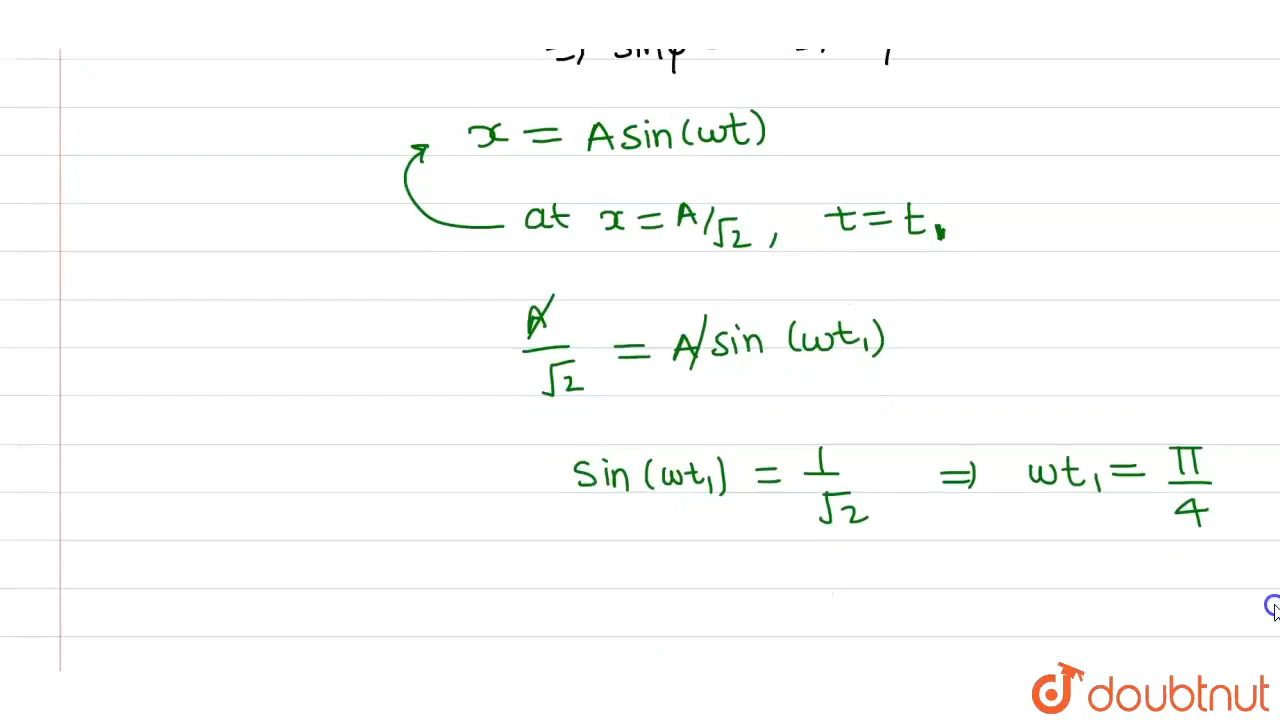 x = A sin(ωt)
at x = A/√2, t = t₁
A/√2 = A sin (ωt₁)
sin (ωt₁) = 1/√2 ⇒ ωt₁ = π/4
doubtnut